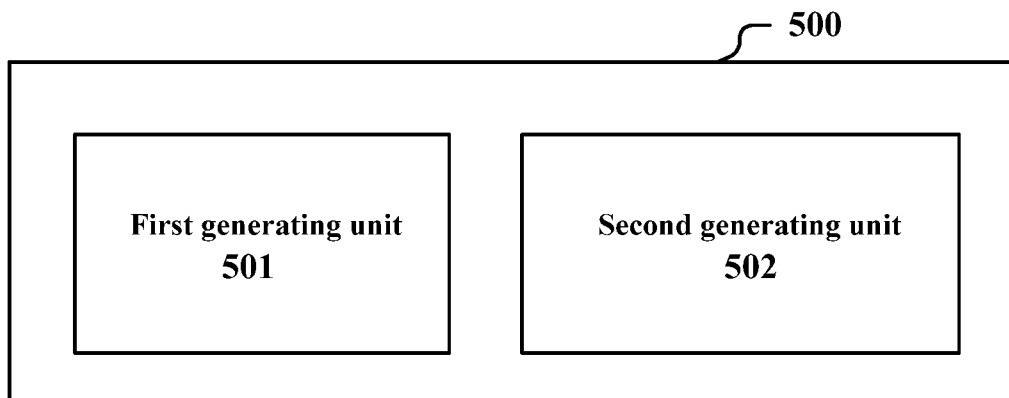 500
First generating unit
501
Second generating unit
502